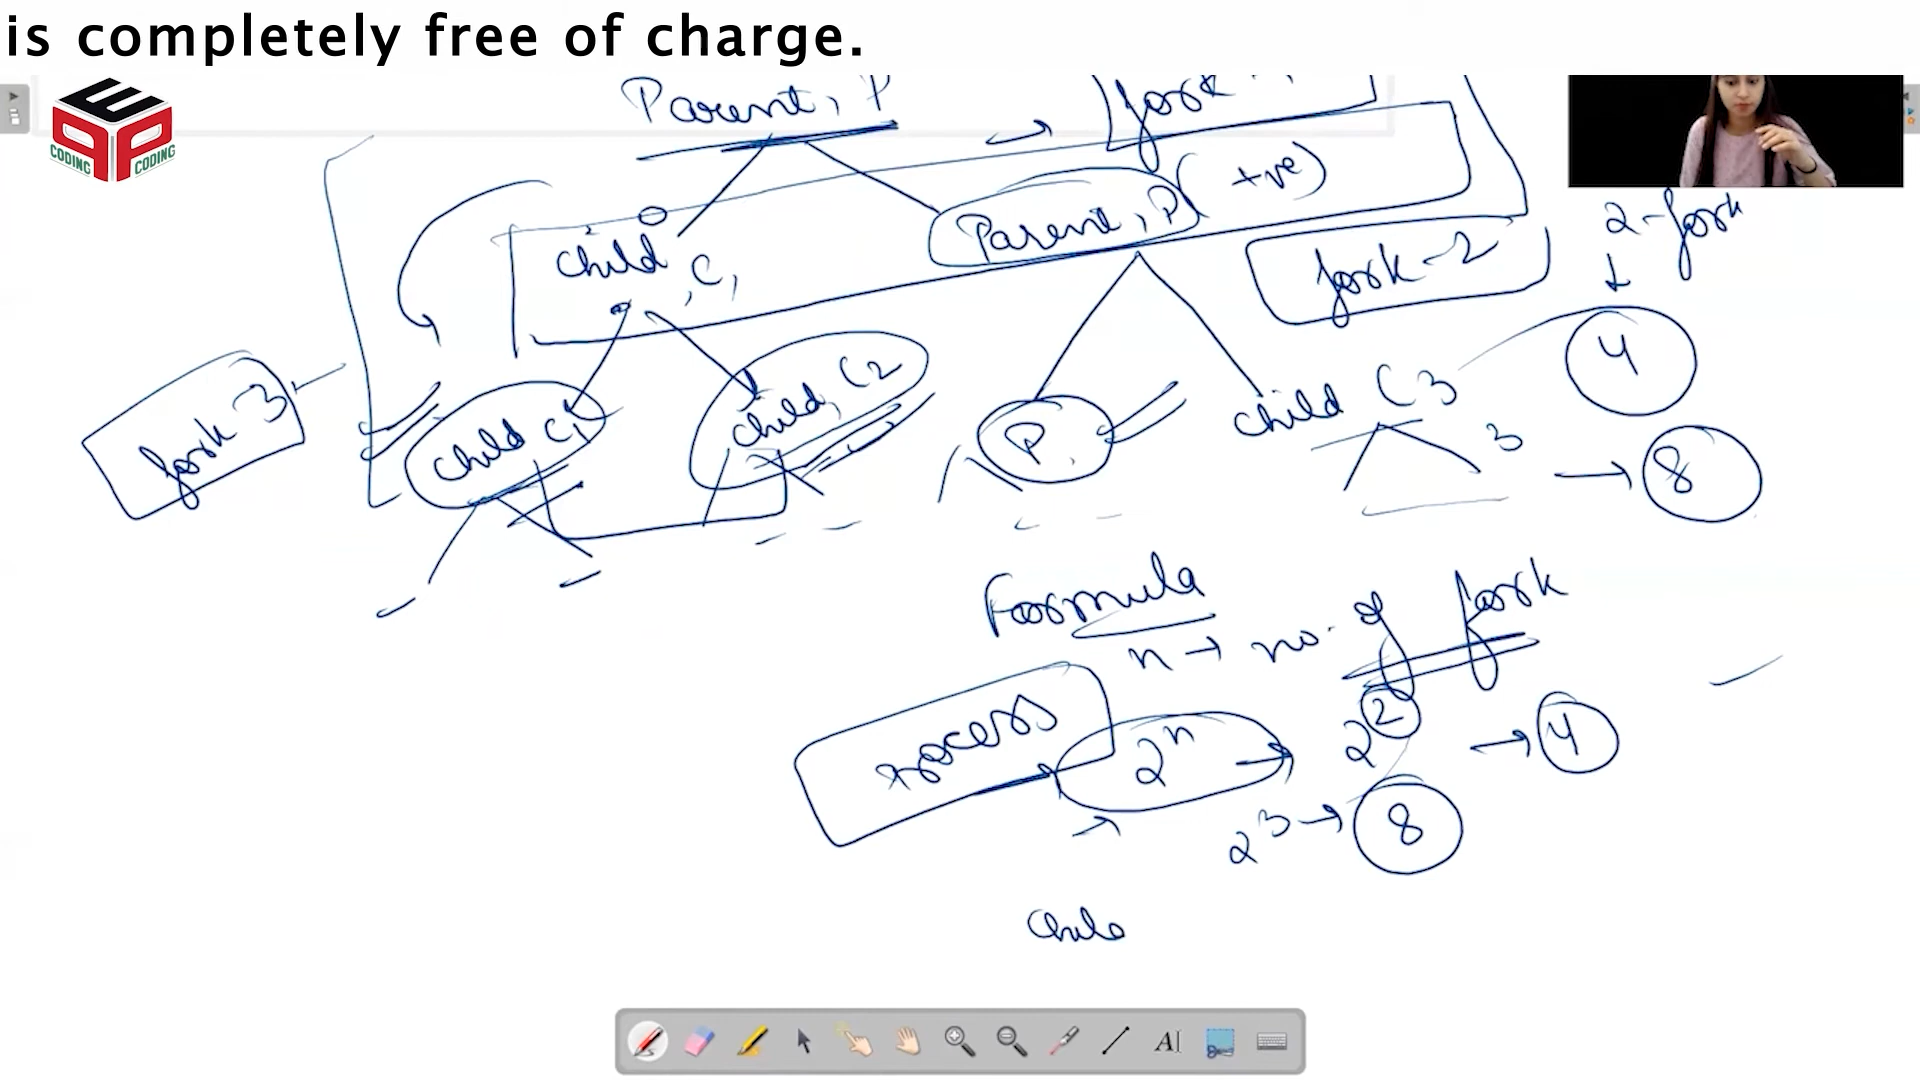 is completely free of charge.
CODING CODING
Parent, P
fork
Parent, P (+ve)
2-fork
child, C1
fork-2
4
fork 3
child C1
child, C2
P
child C3
3 → 8
Formula
n → no. of fork
process 2^n → 2^2 → 4
2^3 → 8
Chile
AI